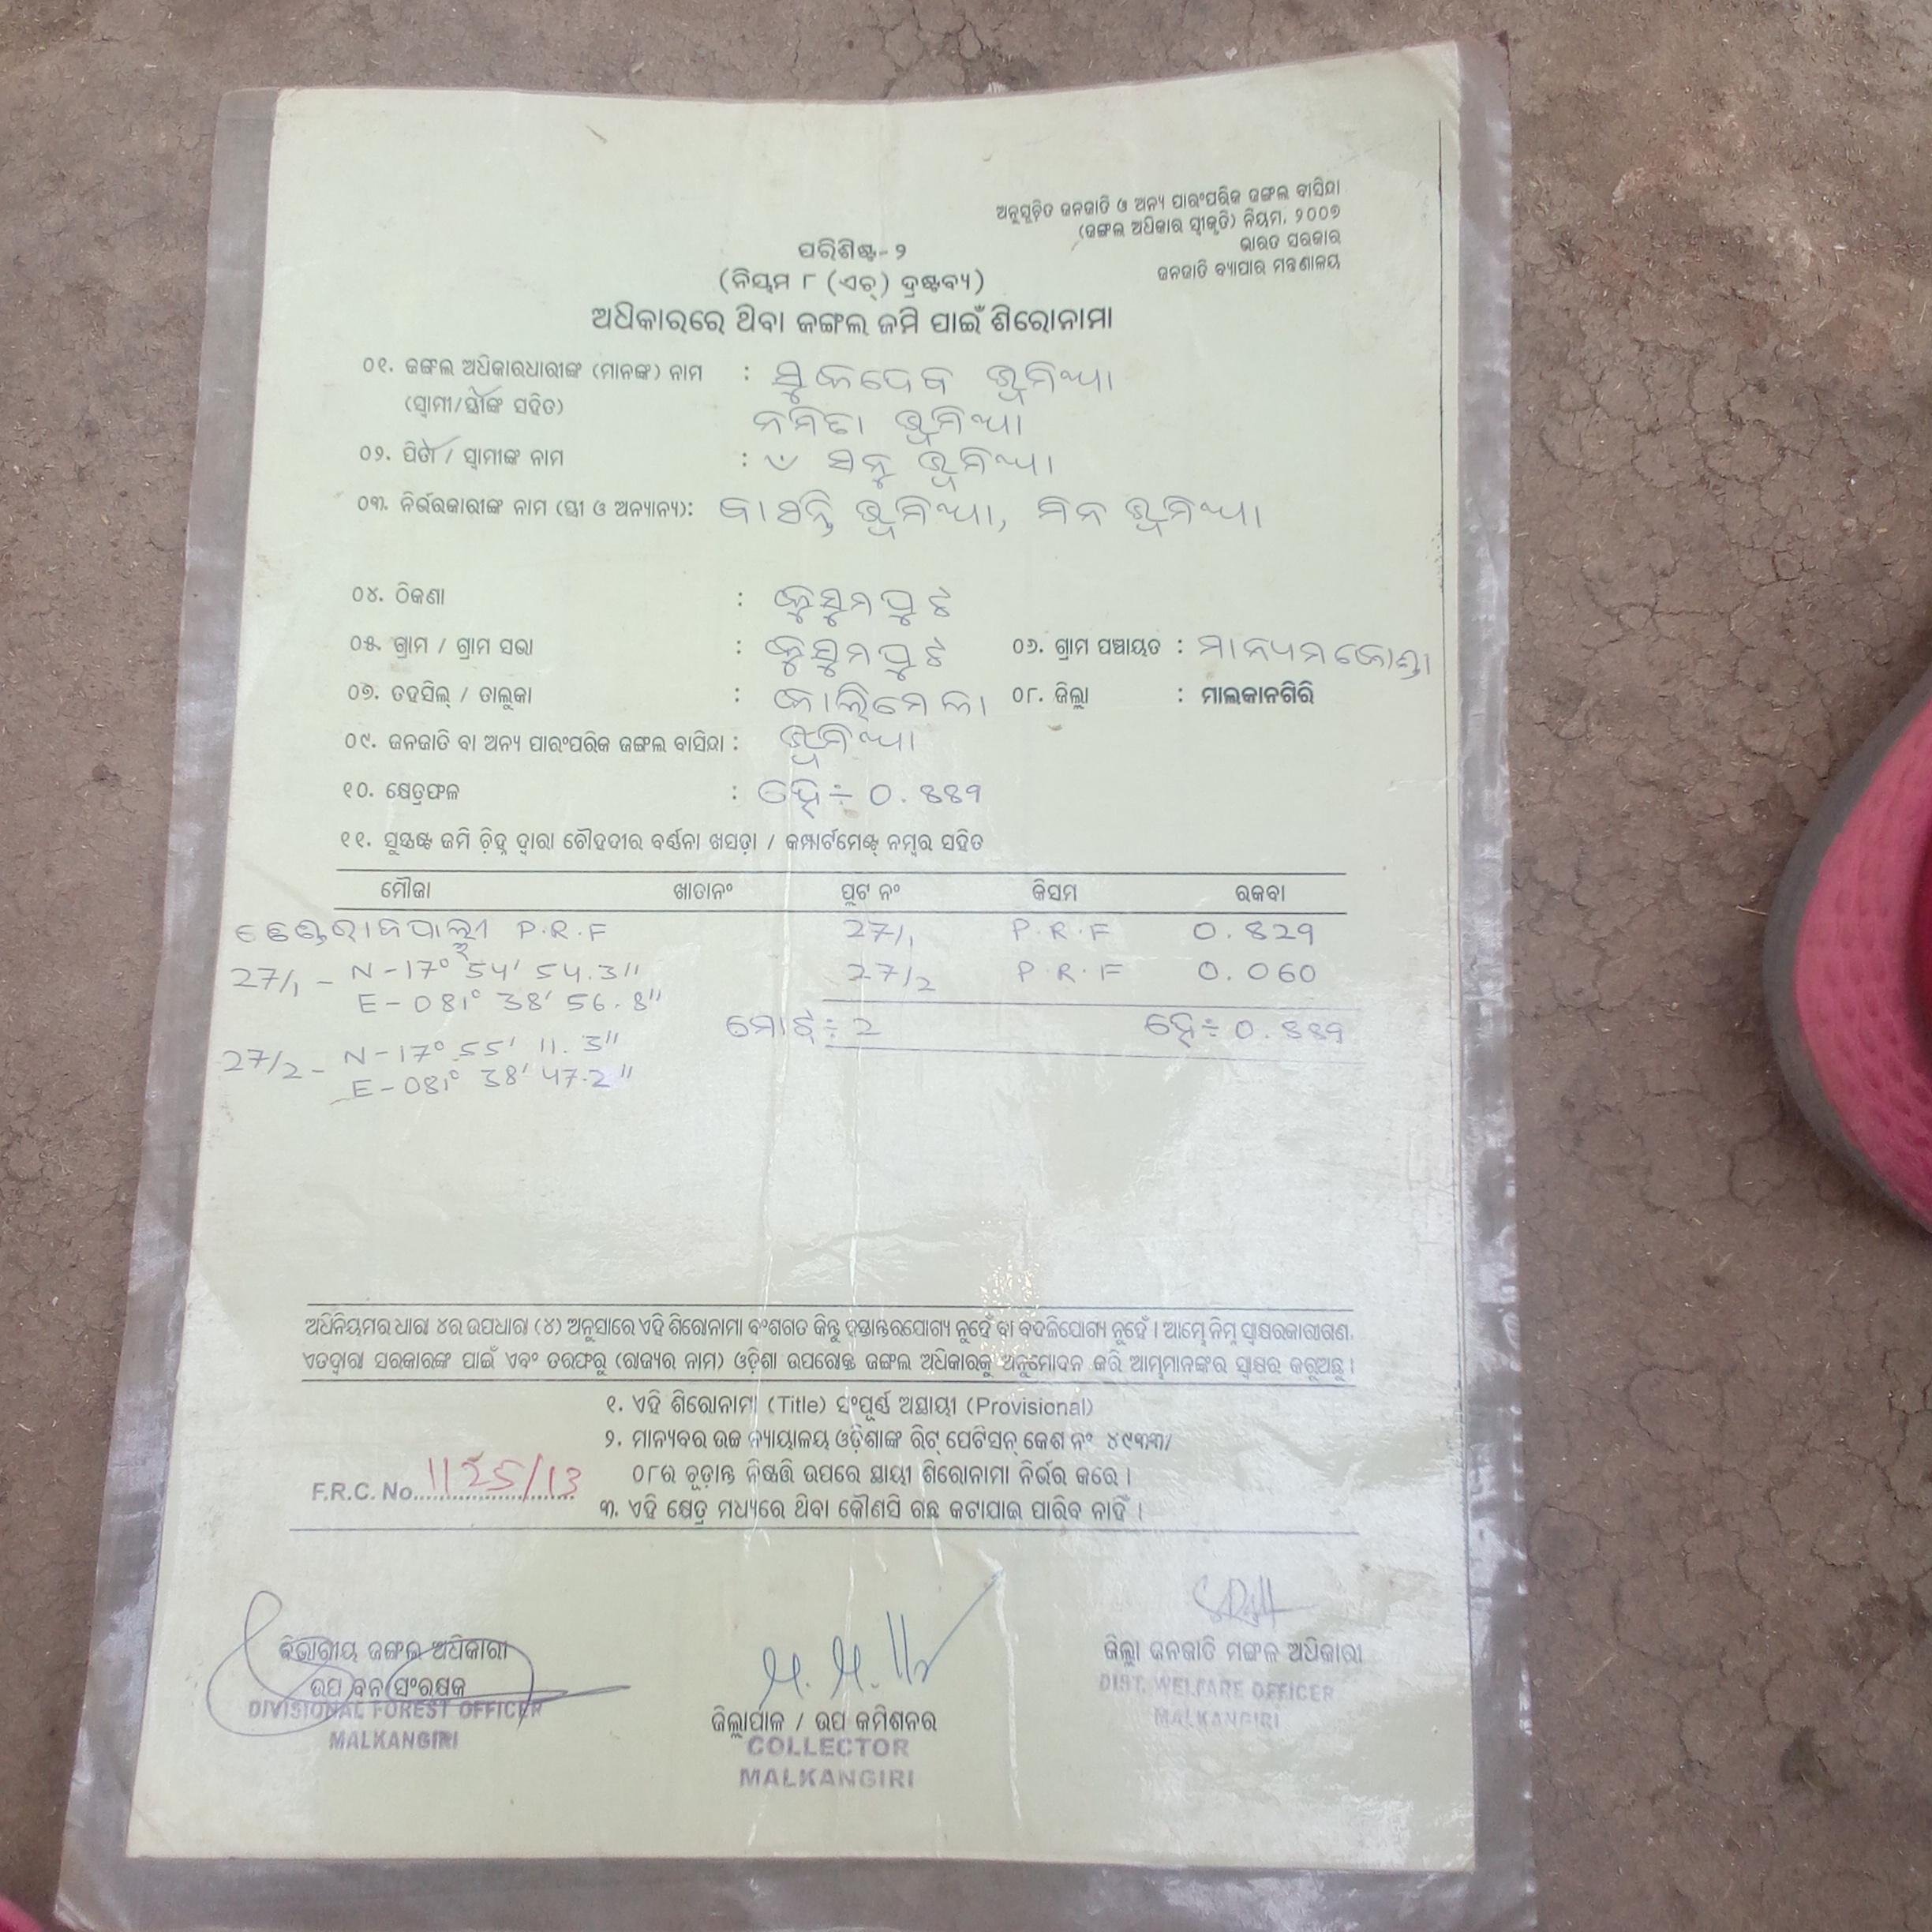 ଅନୁସୂଚିତ ଜନଜାତି ଓ ଅନ୍ୟ ପାରଂପରିକ ଜଙ୍ଗଲ ବାସିନ୍ଦା
(ଜଙ୍ଗଲ ଅଧିକାର ସ୍ୱୀକୃତି) ନିୟମ, ୨୦୦୭
ଭାରତ ସରକାର
ଜନଜାତି ବ୍ୟାପାର ମନ୍ତ୍ରଣାଳୟ
ପରିଶିଷ୍ଟ-୨
(ନିୟମ ୮ (ଏଚ୍) ଦ୍ରଷ୍ଟବ୍ୟ)
ଅଧିକାରରେ ଥିବା ଜଙ୍ଗଲ ଜମି ପାଇଁ ଶିରୋନାମା
୦୧. ଜଙ୍ଗଲ ଅଧିକାରଧାରୀଙ୍କ (ମାନଙ୍କ) ନାମ : ସୁକଦେବ ଭୂମିଆ
(ସ୍ୱାମୀ/ସ୍ତ୍ରୀଙ୍କ ସହିତ) ନମିତା ଭୂମିଆ
୦୨. ପିତା / ସ୍ୱାମୀଙ୍କ ନାମ : ସନୁ ଭୂମିଆ
୦୩. ନିର୍ଭରକାରୀଙ୍କ ନାମ (ସ୍ତ୍ରୀ ଓ ଅନ୍ୟାନ୍ୟ): ବାସନ୍ତି ଭୂମିଆ, ମିନ ଭୂମିଆ
୦୪. ଠିକଣା : କୁସୁମପୁଟ
୦୫. ଗ୍ରାମ / ଗ୍ରାମ ସଭା : କୁସୁମପୁଟ ୦୬. ଗ୍ରାମ ପଞ୍ଚାୟତ : ମାନ୍ୟମକୋଣ୍ଡା
୦୭. ତହସିଲ୍ / ତାଲୁକା : କାଲିମେଳା ୦୮. ଜିଲ୍ଲା : ମାଲକାନଗିରି
୦୯. ଜନଜାତି ବା ଅନ୍ୟ ପାରଂପରିକ ଜଙ୍ଗଲ ବାସିନ୍ଦା : ଭୂମିଆ
୧୦. କ୍ଷେତ୍ରଫଳ : ହେ÷ 0.889
୧୧. ସୁସ୍ପଷ୍ଟ ଜମି ଚିହ୍ନ ଦ୍ୱାରା ଚୌହଦୀର ବର୍ଣ୍ଣନା ଖସଡ଼ା / କମ୍ପାର୍ଟମେଣ୍ଟ୍ ନମ୍ବର ସହିତ
ମୌଜା ଖାତାନଂ ପ୍ଲଟ ନଂ କିସମ ରକବା
P.R.F 27/1 P.R.F 0.829
27/1 - N-17° 54' 54.3" 27/2 P.R.F 0.060
E-081° 38' 56.8"
ମୋଟ÷ 2 ହେ÷ 0.889
27/2 - N-17° 55' 11.3"
E-081° 38' 47.2"
ଅଧିନିୟମର ଧାରା ୪ର ଉପଧାରା (୪) ଅନୁସାରେ ଏହି ଶିରୋନାମା ବଂଶଗତ କିନ୍ତୁ ହସ୍ତାନ୍ତରଯୋଗ୍ୟ ନୁହେଁ ବା ବଦଳିଯୋଗ୍ୟ ନୁହେଁ । ଆମ୍ଭେ ନିମ୍ନ ସ୍ୱାକ୍ଷରକାରୀଗଣ,
ଏତଦ୍ୱାରା ସରକାରଙ୍କ ପାଇଁ ଏବଂ ତରଫରୁ (ରାଜ୍ୟର ନାମ) ଓଡ଼ିଶା ଉପରୋକ୍ତ ଜଙ୍ଗଲ ଅଧିକାରକୁ ଅନୁମୋଦନ କରି ଆମ୍ଭମାନଙ୍କର ସ୍ୱାକ୍ଷର କରୁଅଛୁ ।
୧. ଏହି ଶିରୋନାମା (Title) ସଂପୂର୍ଣ୍ଣ ଅସ୍ଥାୟୀ (Provisional)
୨. ମାନ୍ୟବର ଉଚ୍ଚ ନ୍ୟାୟାଳୟ ଓଡ଼ିଶାଙ୍କ ରିଟ୍ ପେଟିସନ୍ କେଶ ନଂ ୪୯୩୩/
୦୮ର ଚୂଡ଼ାନ୍ତ ନିଷ୍ପତ୍ତି ଉପରେ ସ୍ଥାୟୀ ଶିରୋନାମା ନିର୍ଭର କରେ ।
F.R.C. No. 1125/13
୩. ଏହି କ୍ଷେତ୍ର ମଧ୍ୟରେ ଥିବା କୌଣସି ଗଛ କଟାଯାଇ ପାରିବ ନାହିଁ ।
ବିଭାଗୀୟ ଜଙ୍ଗଲ ଅଧିକାରୀ
ଉପ ବନ ସଂରକ୍ଷକ
DIVISIONAL FOREST OFFICER
MALKANGIRI
ଜିଲ୍ଲାପାଳ / ଉପ କମିଶନର
COLLECTOR
MALKANGIRI
ଜିଲ୍ଲା ଜନଜାତି ମଙ୍ଗଳ ଅଧିକାରୀ
DIST. WELFARE OFFICER
MALKANGIRI